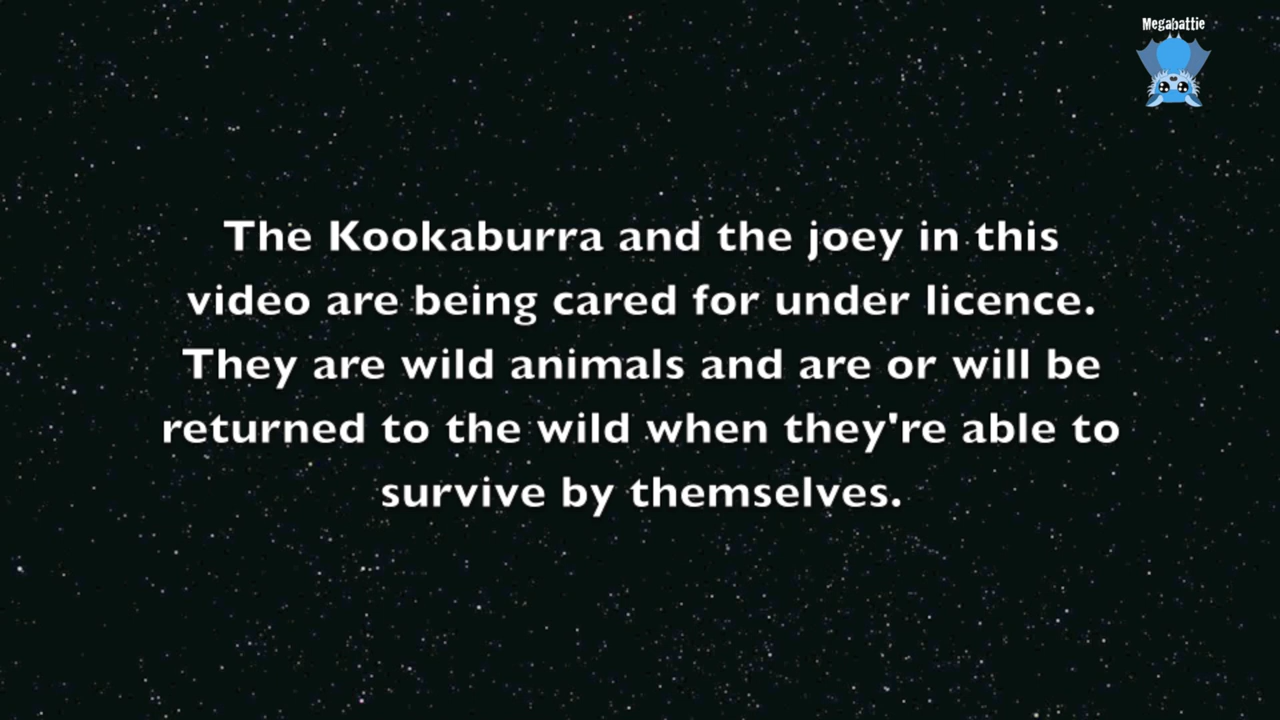 Megabattie
The Kookaburra and the joey in this
video are being cared for under licence.
They are wild animals and are or will be
returned to the wild when they're able to
survive by themselves.